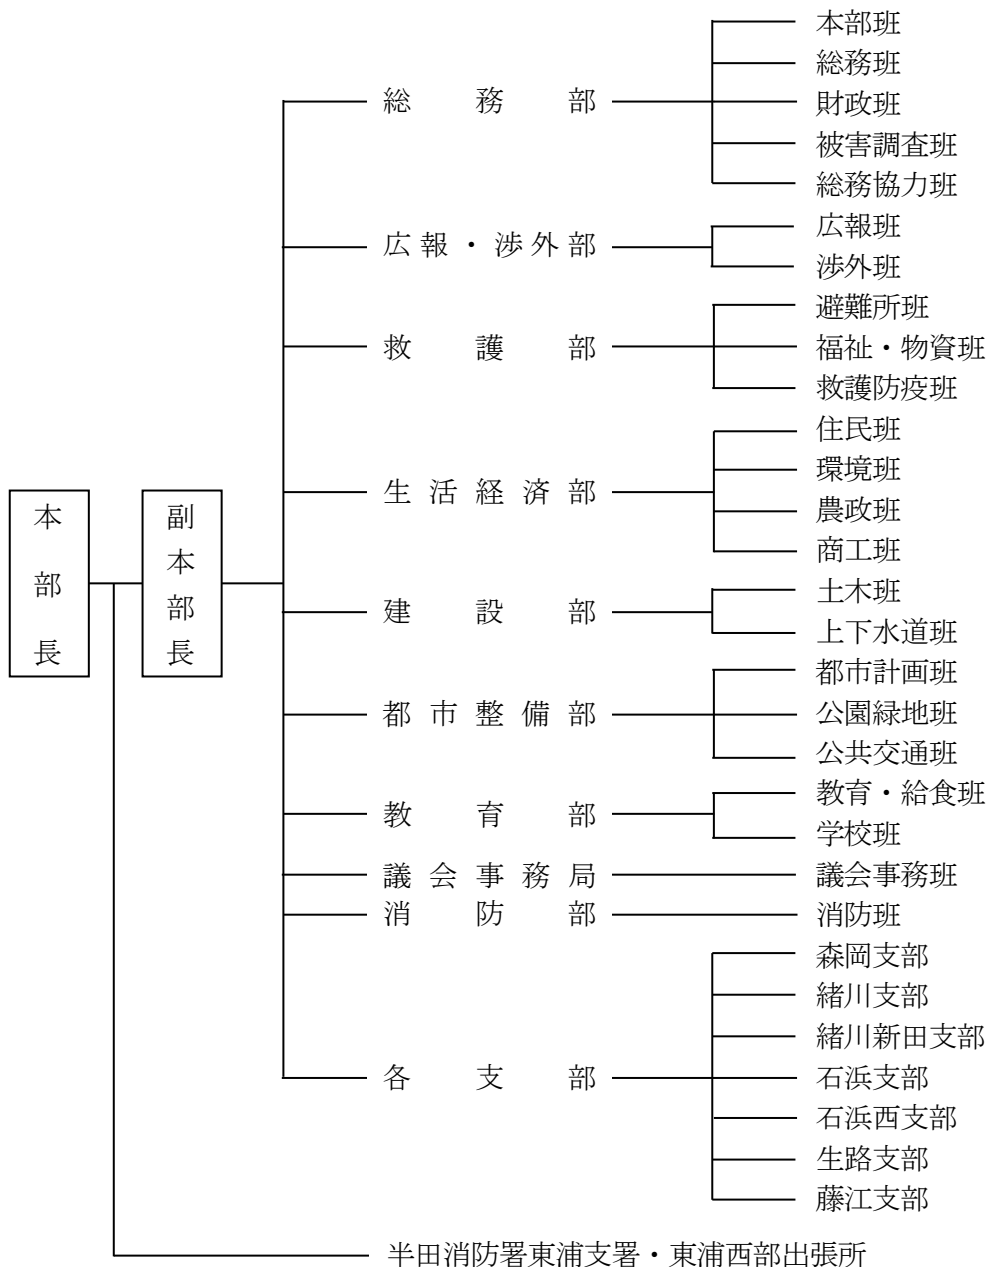 本部長
副本部長
総務部
本部班
総務班
財政班
被害調査班
総務協力班
広報・渉外部
広報班
渉外班
救護部
避難所班
福祉・物資班
救護防疫班
生活経済部
住民班
環境班
農政班
商工班
建設部
土木班
上下水道班
都市整備部
都市計画班
公園緑地班
公共交通班
教育部
教育・給食班
学校班
議会事務局
議会事務班
消防部
消防班
各支部
森岡支部
緒川支部
緒川新田支部
石浜支部
石浜西支部
生路支部
藤江支部
半田消防署東浦支署・東浦西部出張所